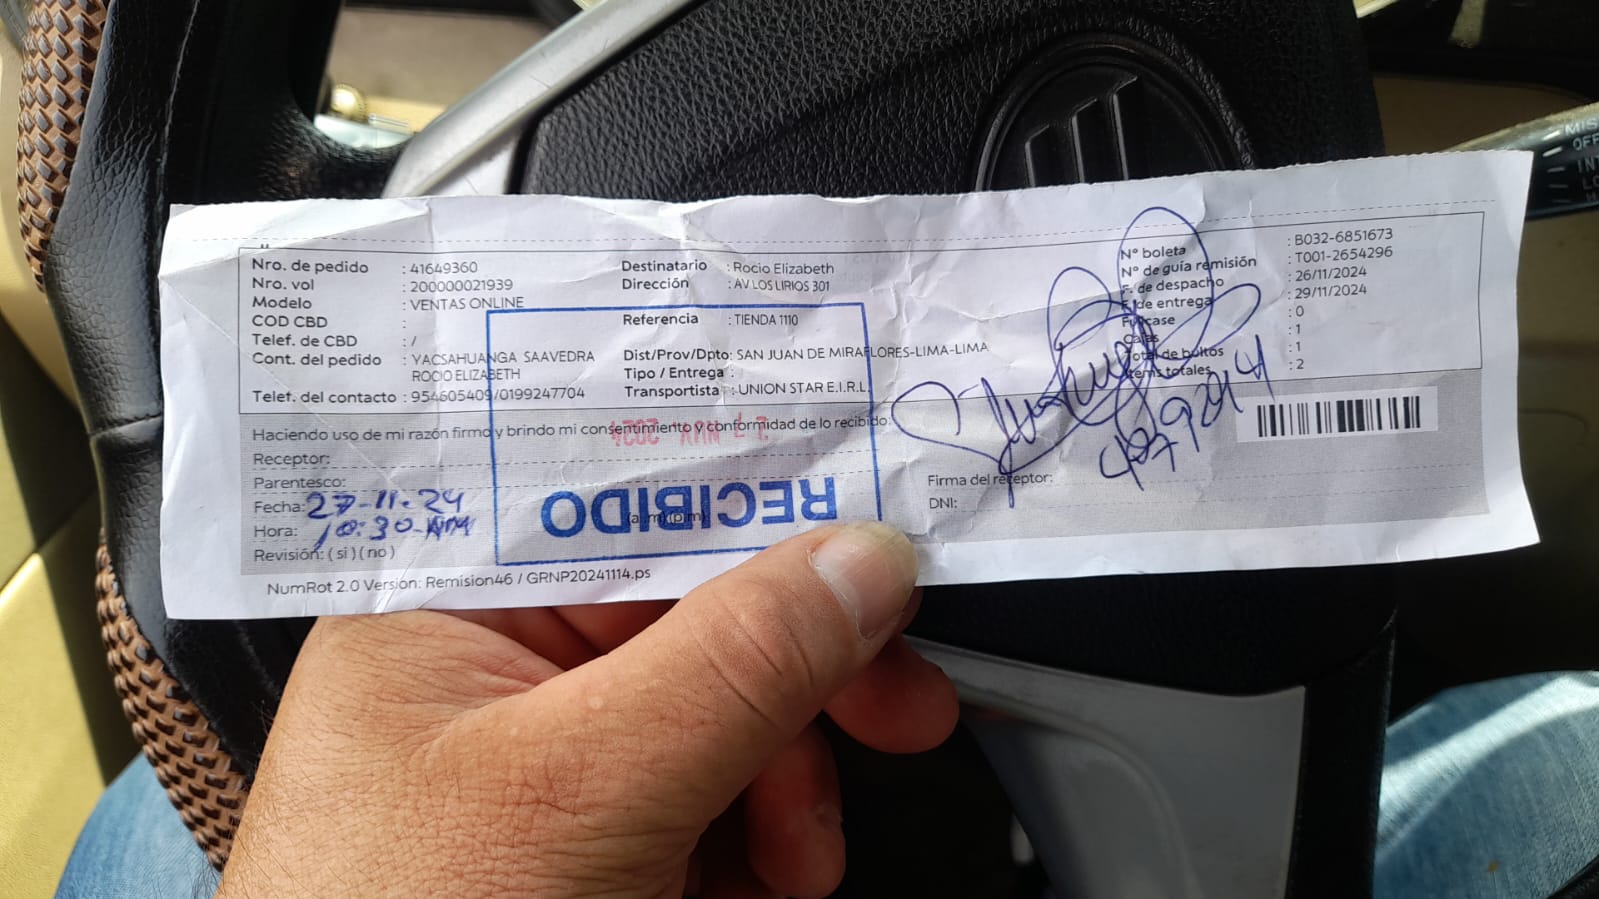 Nro. de pedido : 41649360
Nro. vol : 200000021939
Modelo : VENTAS ONLINE
COD CBD :
Telef. de CBD : /
Cont. del pedido : YACSAHUANGA SAAVEDRA
ROCIO ELIZABETH
Telef. del contacto : 954605409/0199247704
Destinatario : Rocio Elizabeth
Dirección : AV LOS LIRIOS 301
Referencia : TIENDA 1110
Dist/Prov/Dpto: SAN JUAN DE MIRAFLORES-LIMA-LIMA
Tipo / Entrega :
Transportista : UNION STAR E.I.R.L.
N° boleta : B032-6851673
N° de guía remisión : T001-2654296
F. de despacho : 26/11/2024
F. de entrega : 29/11/2024
Fullcase : 0
Cajas : 1
Total de bultos : 1
Items totales : 2
Haciendo uso de mi razón firmo y brindo mi consentimiento y conformidad de lo recibido:
Receptor:
Parentesco:
Fecha: 27-11-24
Hora: 10:30 AM (a.m) (p.m)
Revisión: ( si ) ( no )
RECIBIDO
Firma del receptor:
DNI:
NumRot 2.0 Versión: Remision46 / GRNP20241114.ps
MIS
OFF
INT
LO